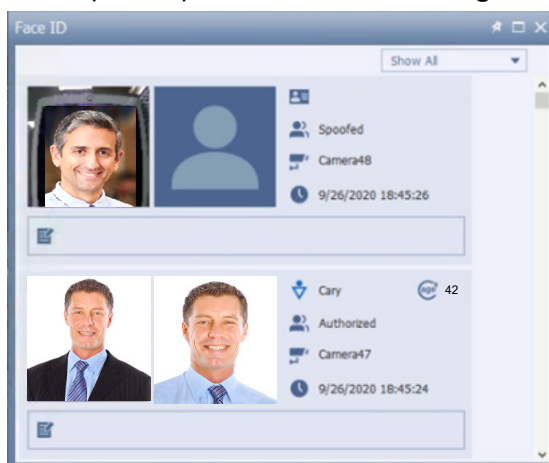 Face ID
Show All
Spoofed
Camera48
9/26/2020 18:45:26
Cary
age 42
Authorized
Camera47
9/26/2020 18:45:24